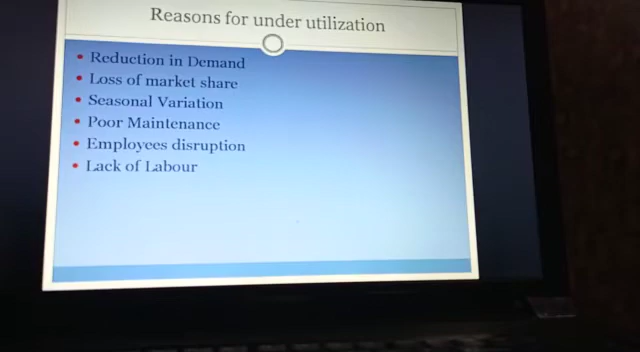 Reasons for under utilization
Reduction in Demand
Loss of market share
Seasonal Variation
Poor Maintenance
Employees disruption
Lack of Labour